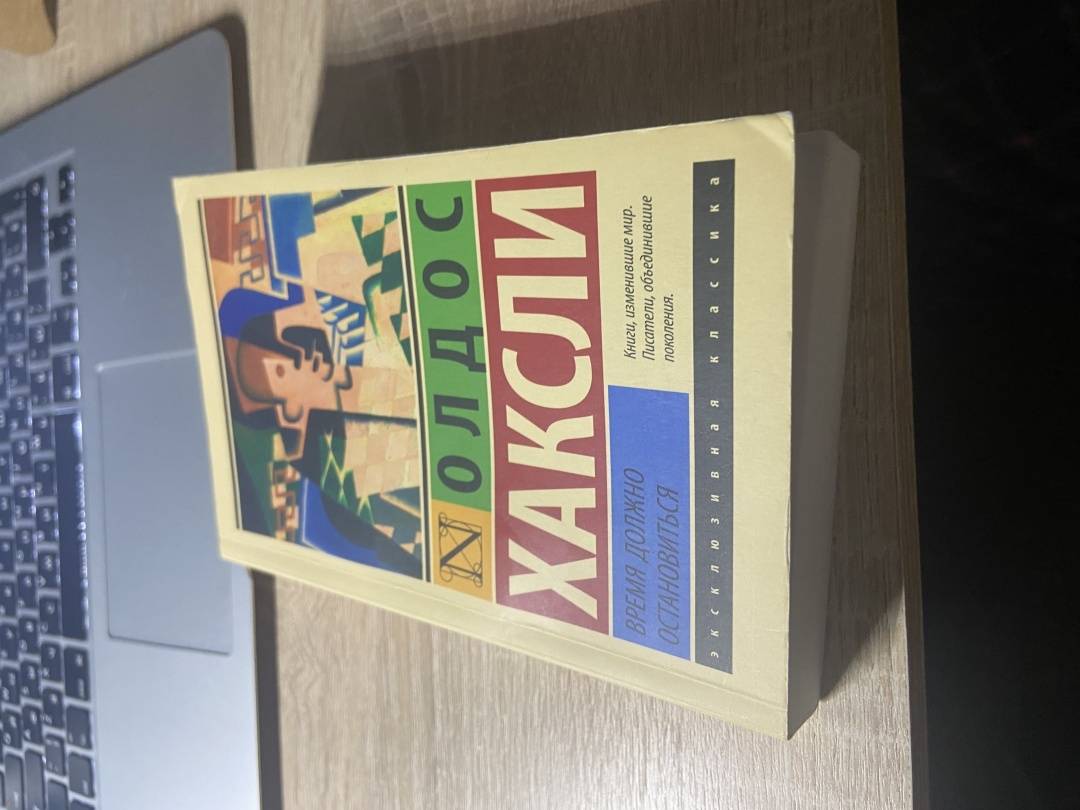 ОЛДОС
ХАКСЛИ
ВРЕМЯ ДОЛЖНО
ОСТАНОВИТЬСЯ
Книги, изменившие мир.
Писатели, объединившие
поколения.
эксклюзивная классика